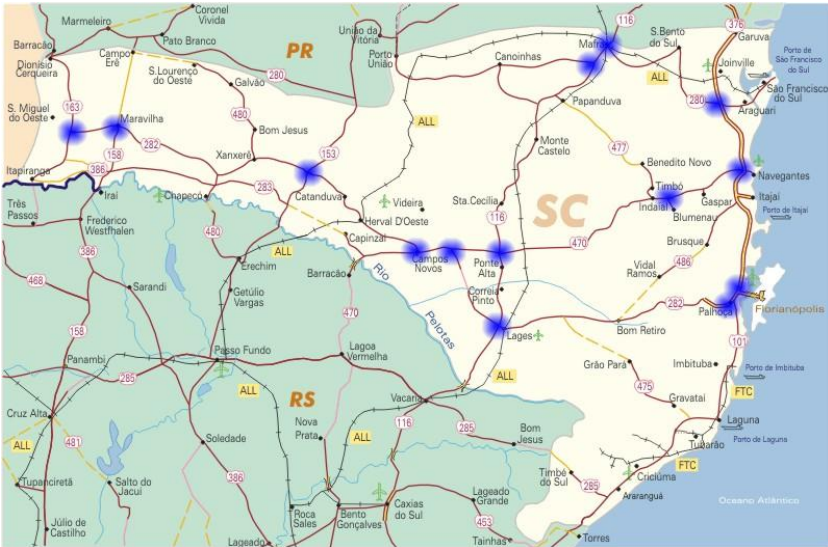 Coronel
Vivida
116
376
Marmeleiro
União da
Vitória
S.Bento
do Sul
Garuva
Pato Branco
PR
Mafra
Porto de
São Francisco
do Sul
Barracão
Campo
Erê
Porto
União
Canoinhas
Joinville
Dionísio
Cerqueira
S.Lourenço
do Oeste
280
Galvão
ALL
São Francisco
do Sul
280
Araguari
S. Miguel
do Oeste
163
Maravilha
480
Papanduva
Bom Jesus
ALL
Monte
Castelo
477
158
282
Xanxerê
153
Benedito Novo
Itapiranga
386
283
Catanduva
Timbó
Navegantes
Iraí
Chapecó
Videira
Sta.Cecilia
SC
Indaial
Gaspar
Itajaí
Três
Passos
Frederico
Westfhalen
Herval D'Oeste
116
Blumenau
Porto de Itajaí
480
Capinzal
470
Brusque
386
Erechim
ALL
Campos
Novos
Ponte
Alta
Vidal
Ramos
486
468
Barracão
Rio
Sarandi
Getúlio
Vargas
Correia
Pinto
282
Palhoça
Florianópolis
470
Pelotas
Bom Retiro
158
Lages
101
Passo Fundo
Lagoa
Vermelha
Panambi
Grão Pará
Imbituba
Porto de Imbituba
285
ALL
ALL
475
FTC
RS
Vacaria
Gravatai
Cruz Alta
Nova
Prata
116
285
Bom
Jesus
Laguna
ALL
481
Soledade
ALL
Tubarão
Porto de Laguna
Tupanciretã
Salto do
Jacuí
386
Timbé
do Sul
285
Criciúma
FTC
Araranguá
Júlio de
Castilho
Roca
Sales
Bento
Gonçalves
Caxias
do Sul
Lageado
Grande
Oceano Atlântico
453
Lageado
Tainhas
Torres